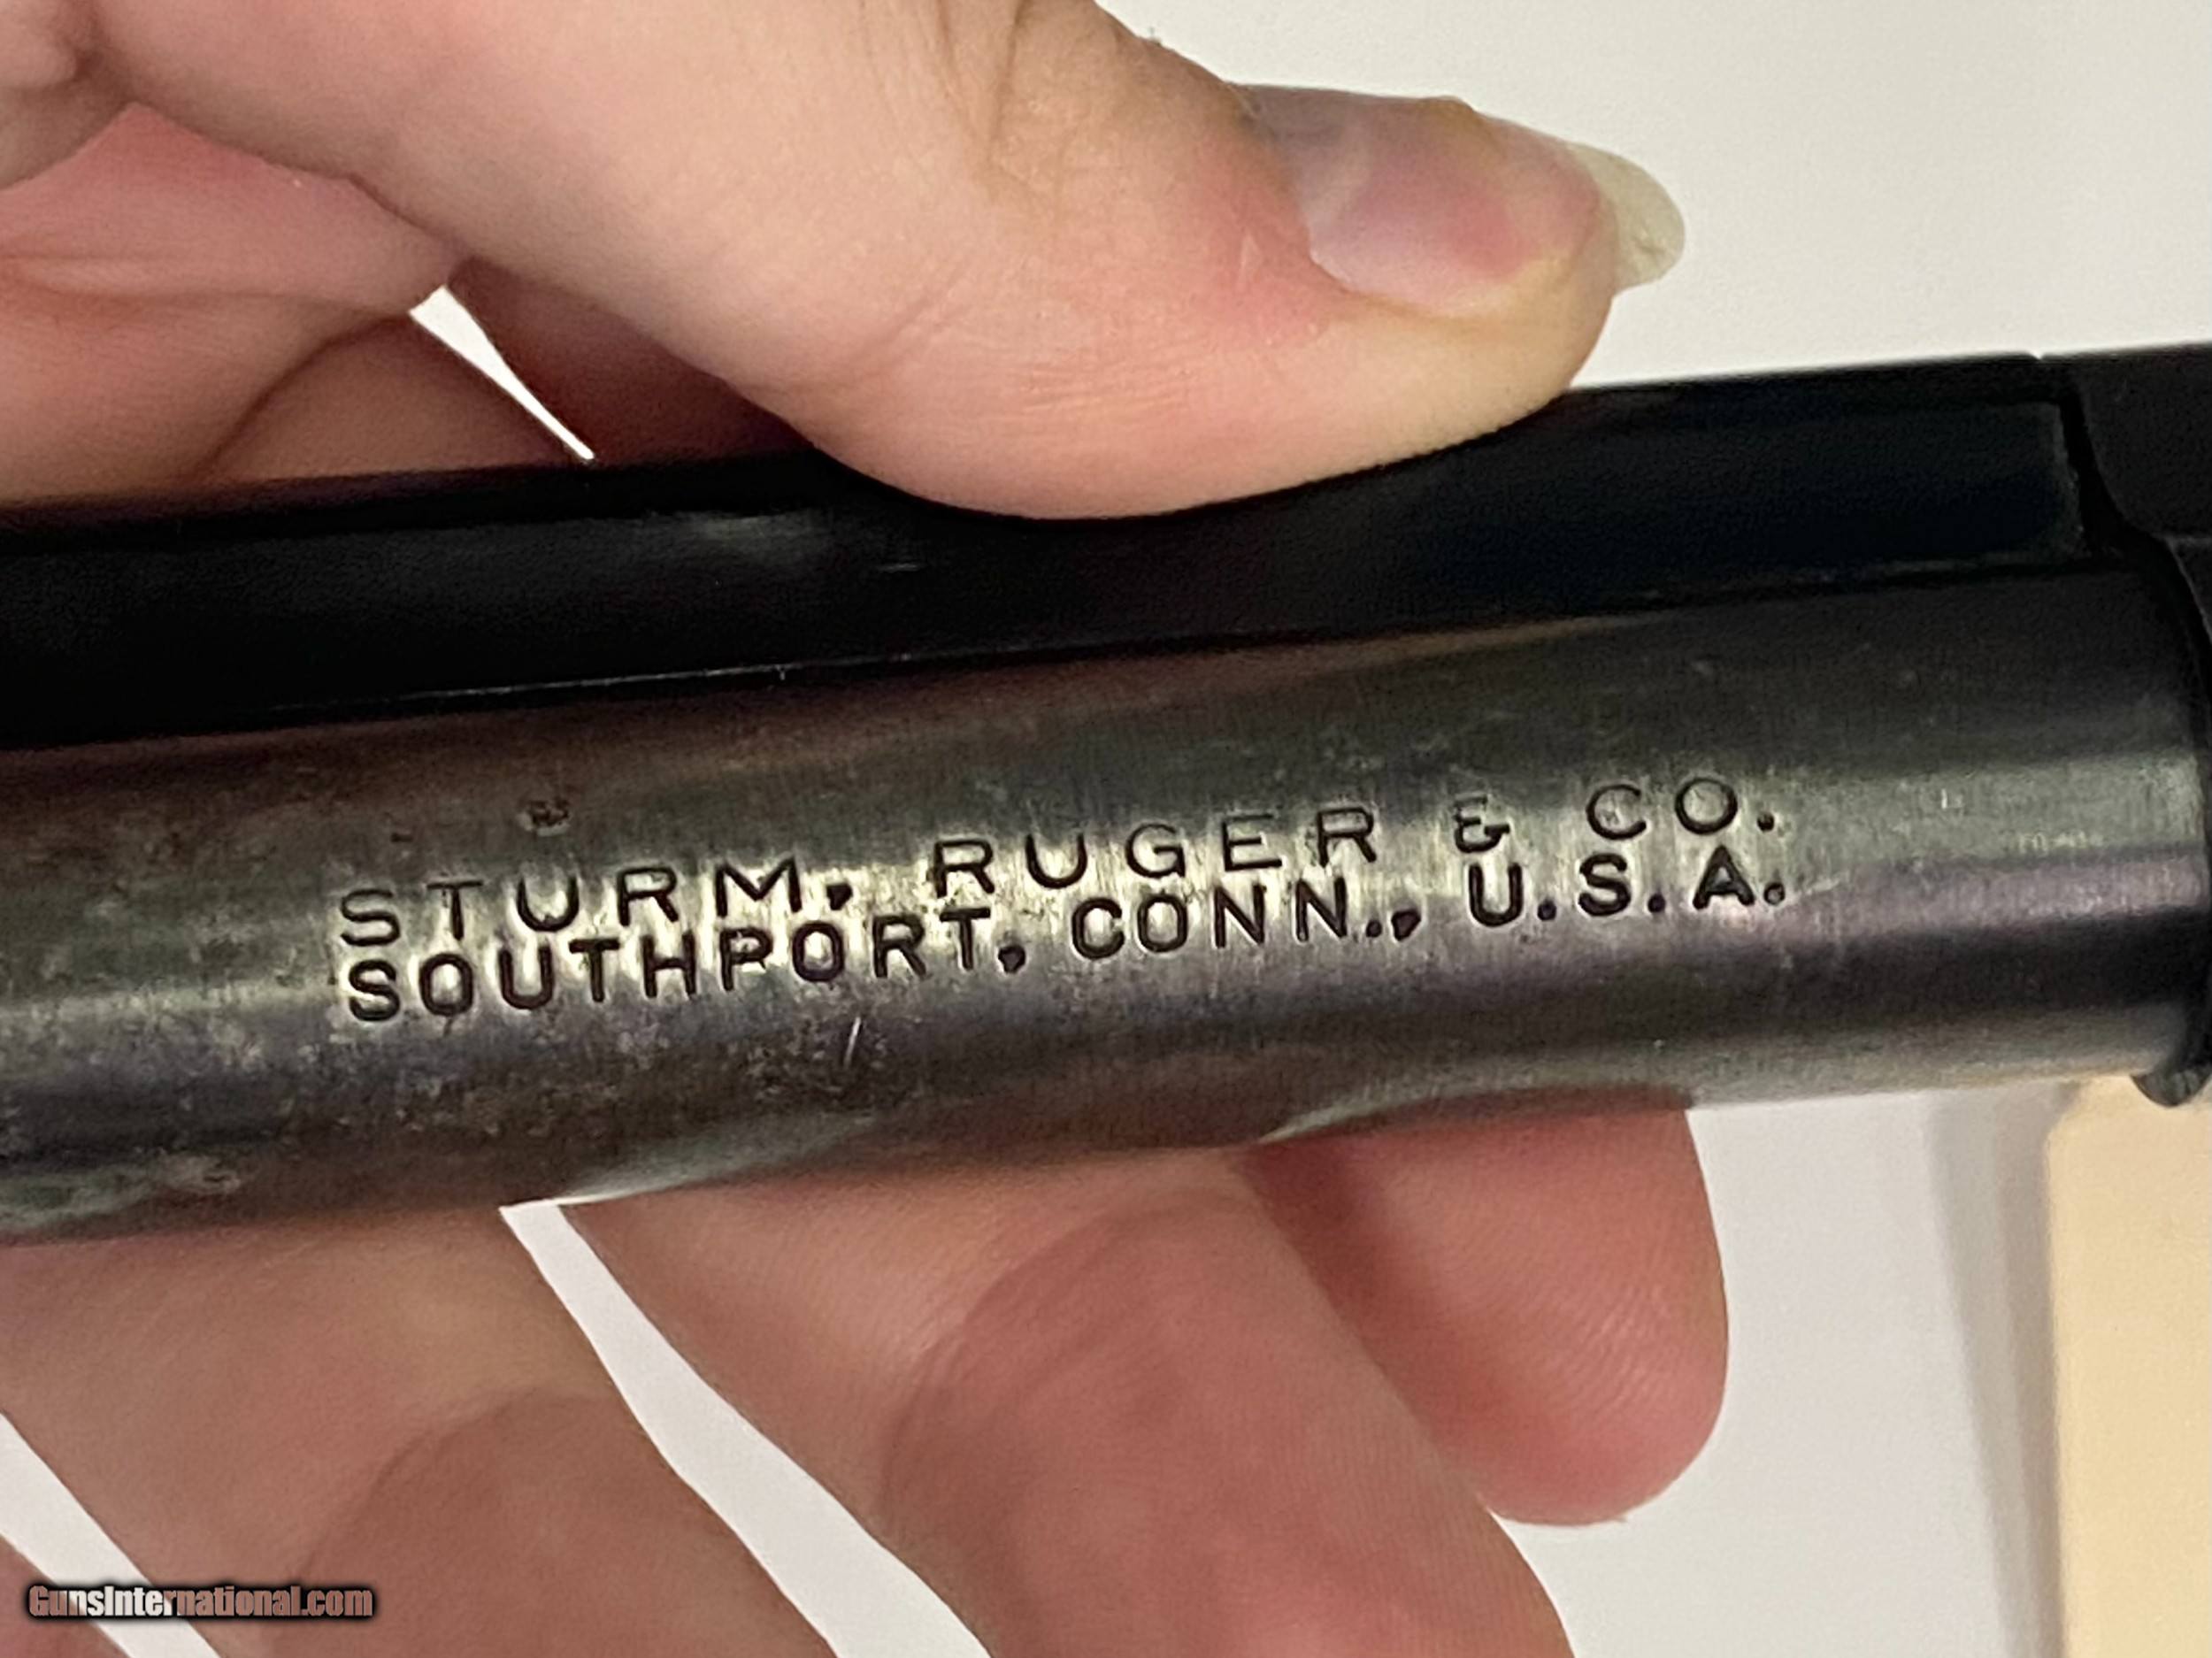 STURM, RUGER & CO.
SOUTHPORT, CONN., U.S.A.
GunsInternational.com